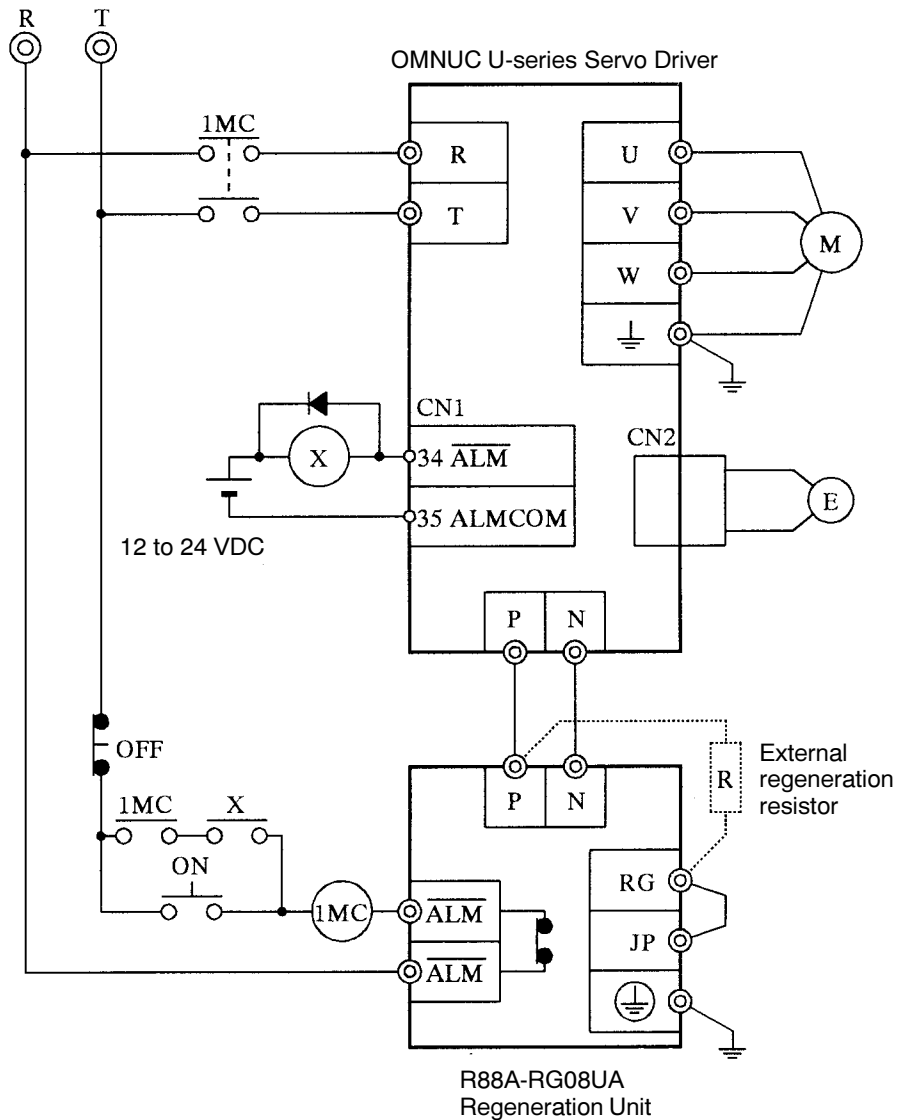 R T
OMNUC U-series Servo Driver
1MC
R U
T V
M
W
CN1
CN2
X
34 ALM
E
35 ALMCOM
12 to 24 VDC
P N
OFF
External
regeneration
resistor
R
P N
1MC X
ON
RG
1MC
ALM
JP
ALM
R88A-RG08UA
Regeneration Unit